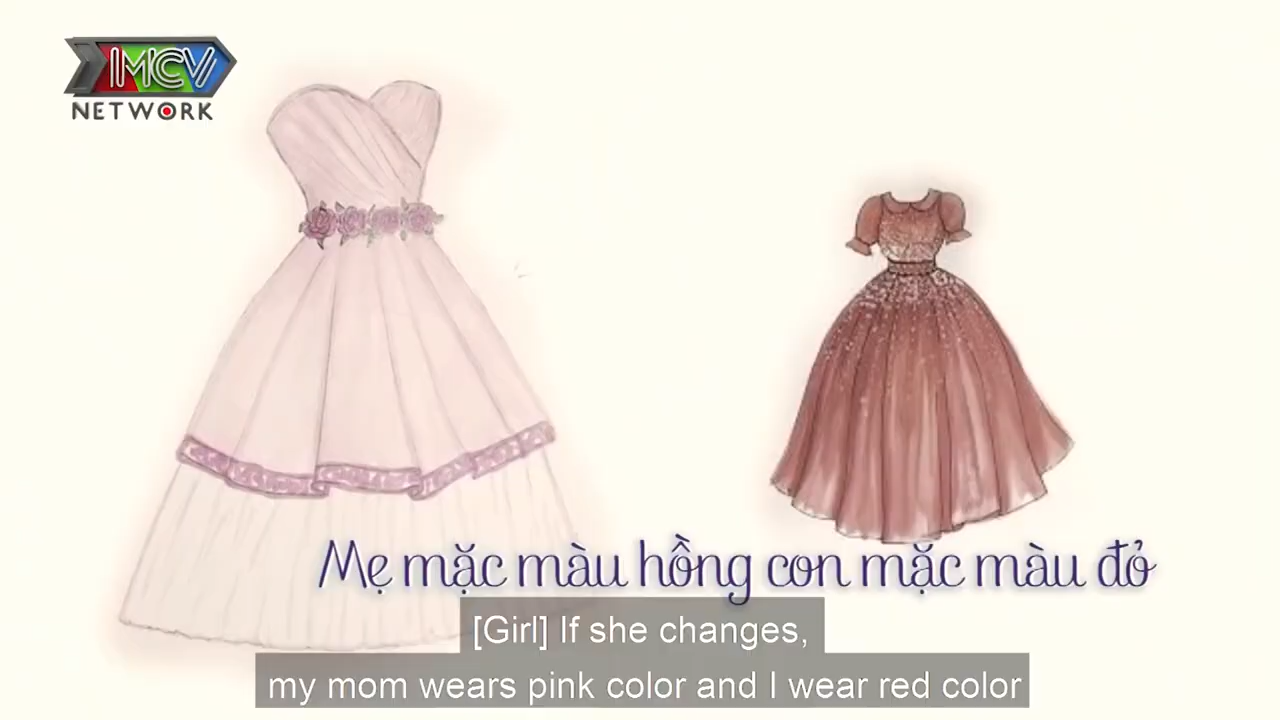 MCV
NETWORK
Mẹ mặc màu hồng con mặc màu đỏ
[Girl] If she changes,
my mom wears pink color and I wear red color